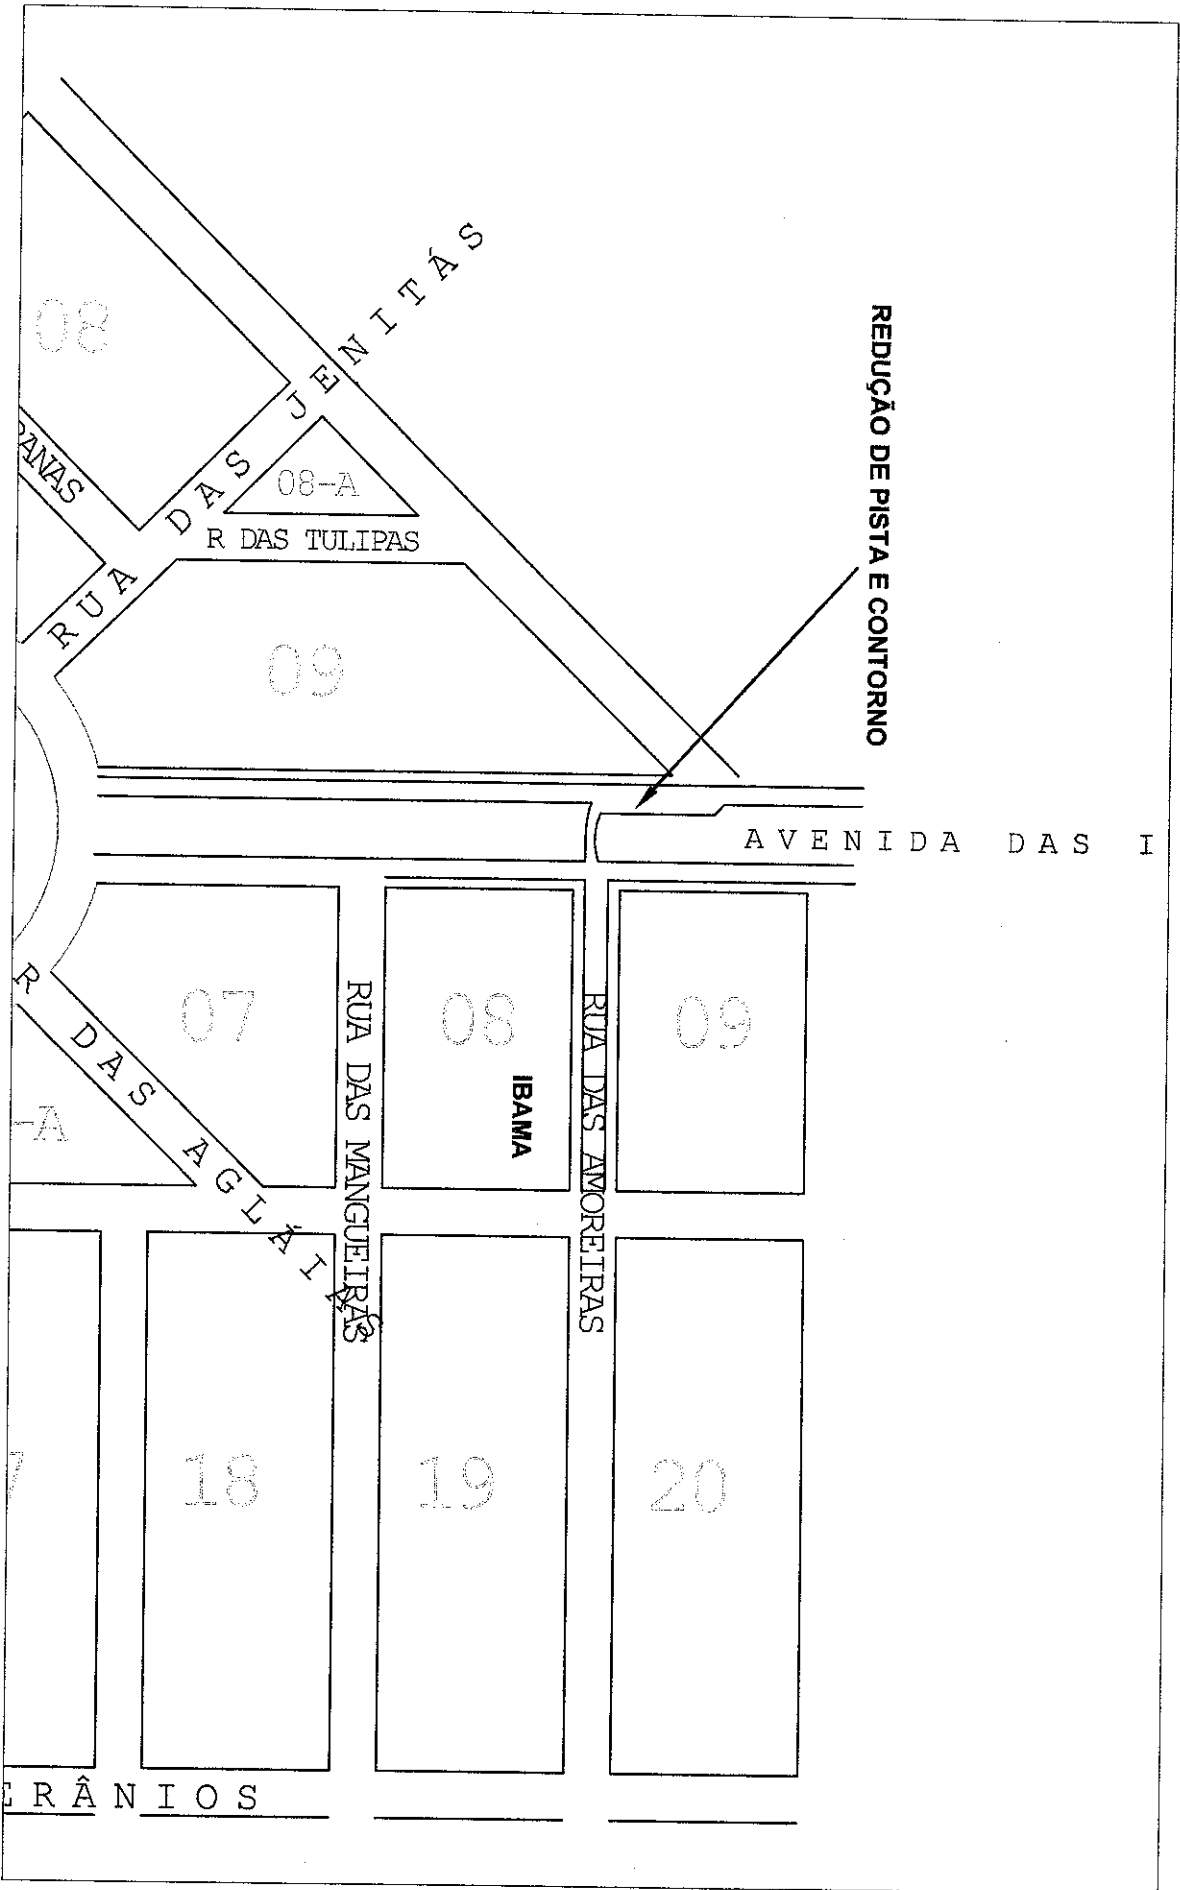 RUA DAS JENITÁS
REDUÇÃO DE PISTA E CONTORNO
08
08-A
R DAS TULIPAS
09
AVENIDA DAS I
07
08
09
IBAMA
RUA DAS MANGUEIRAS
RUA DAS AMOREIRAS
R DAS AGLÁIAS
-A
18
19
20
7
RÂNIOS